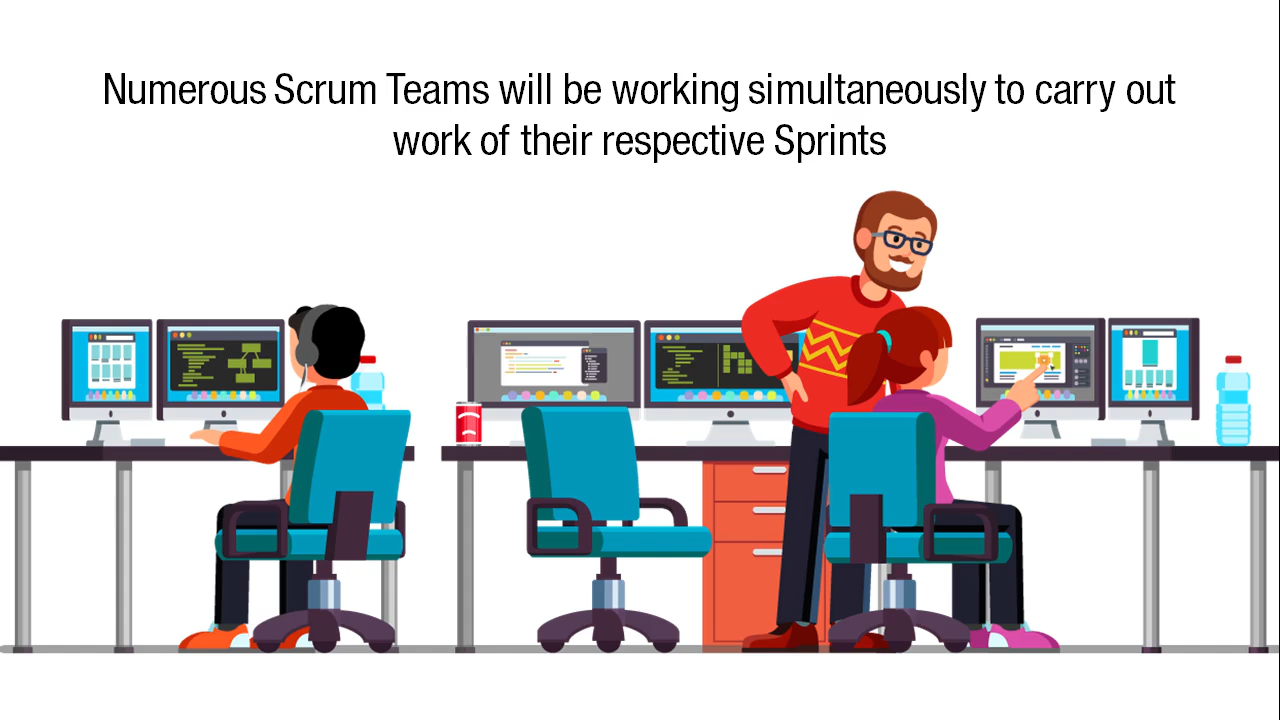 Numerous Scrum Teams will be working simultaneously to carry out
work of their respective Sprints